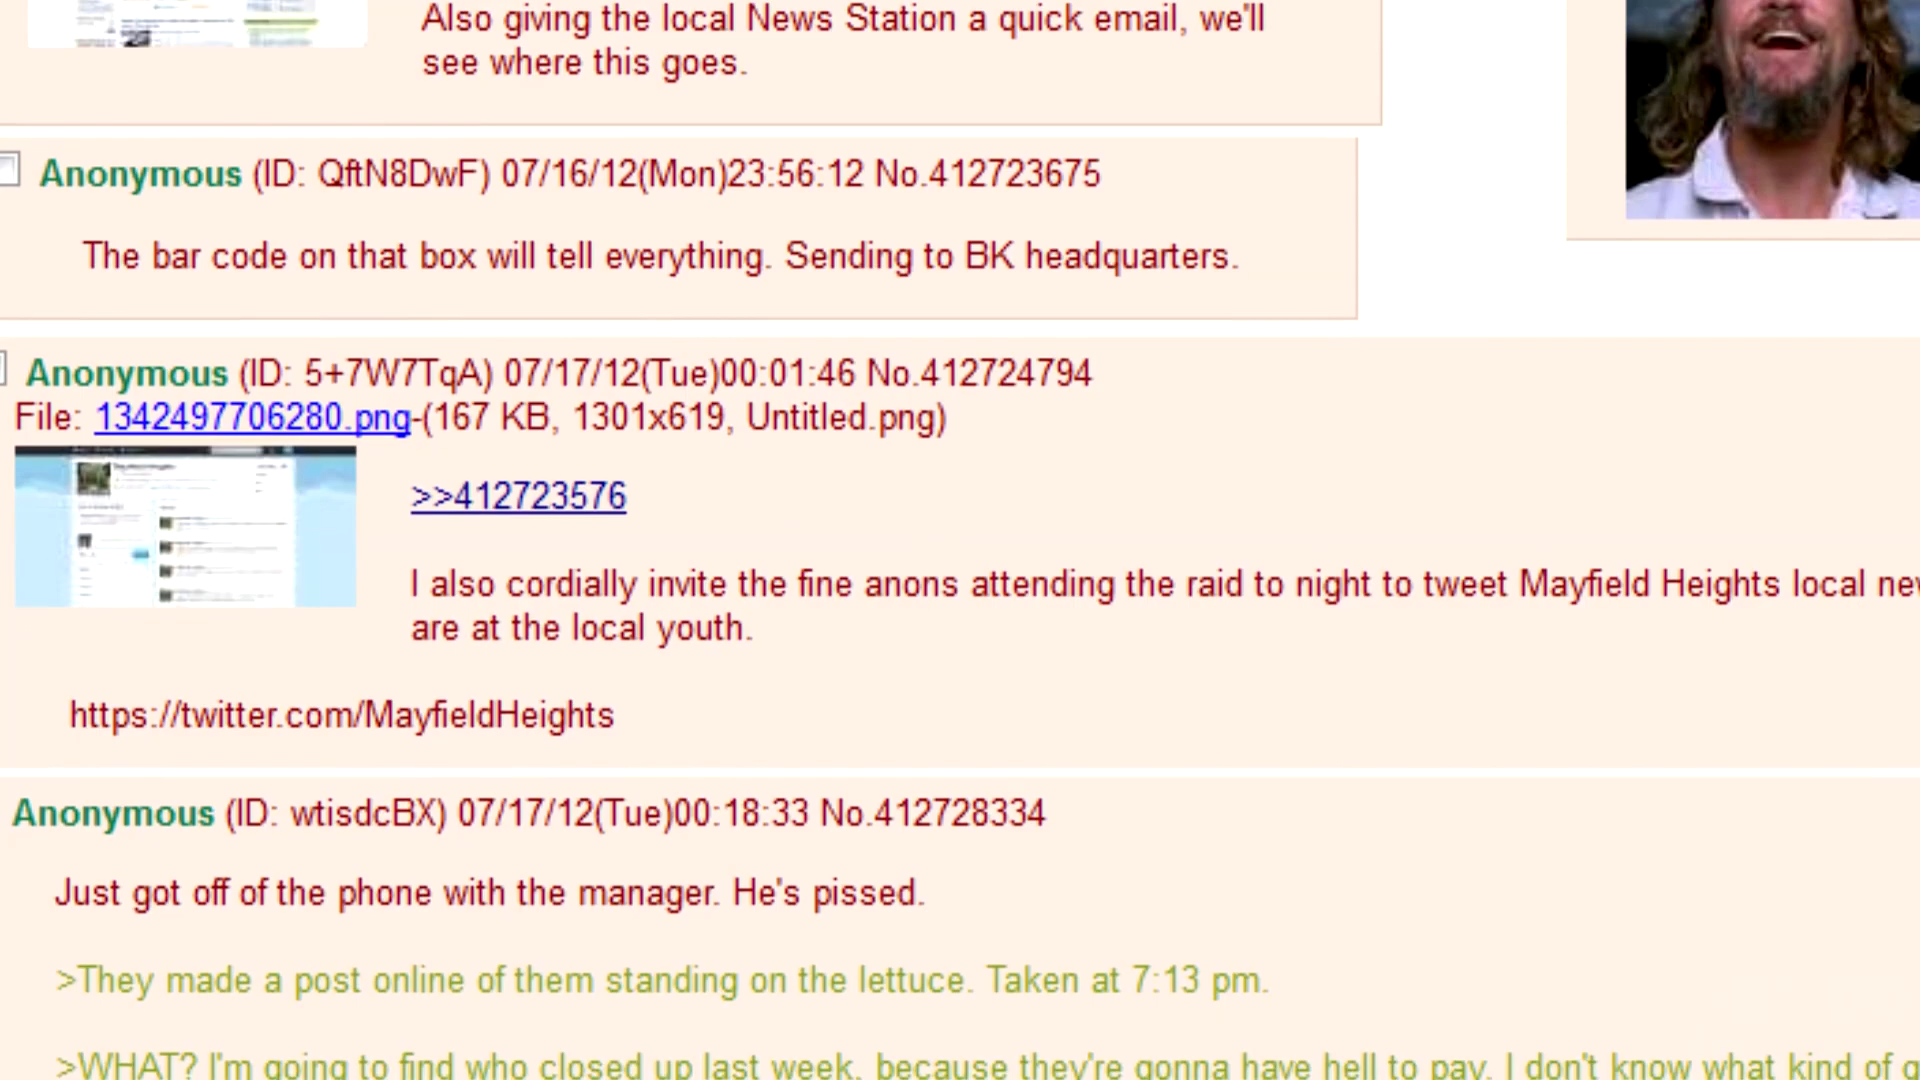 Also giving the local News Station a quick email, we'll
see where this goes.
Anonymous (ID: QftN8DwF) 07/16/12(Mon)23:56:12 No.412723675
The bar code on that box will tell everything. Sending to BK headquarters.
Anonymous (ID: 5+7W7TqA) 07/17/12(Tue)00:01:46 No.412724794
File: 1342497706280.png-(167 KB, 1301x619, Untitled.png)
>>412723576
I also cordially invite the fine anons attending the raid to night to tweet Mayfield Heights local
are at the local youth.
https://twitter.com/MayfieldHeights
Anonymous (ID: wtisdcBX) 07/17/12(Tue)00:18:33 No.412728334
Just got off of the phone with the manager. He's pissed.
>They made a post online of them standing on the lettuce. Taken at 7:13 pm.
>WHAT? I'm going to find who closed up last week, because they're gonna have hell to pay. I don't know what kind of